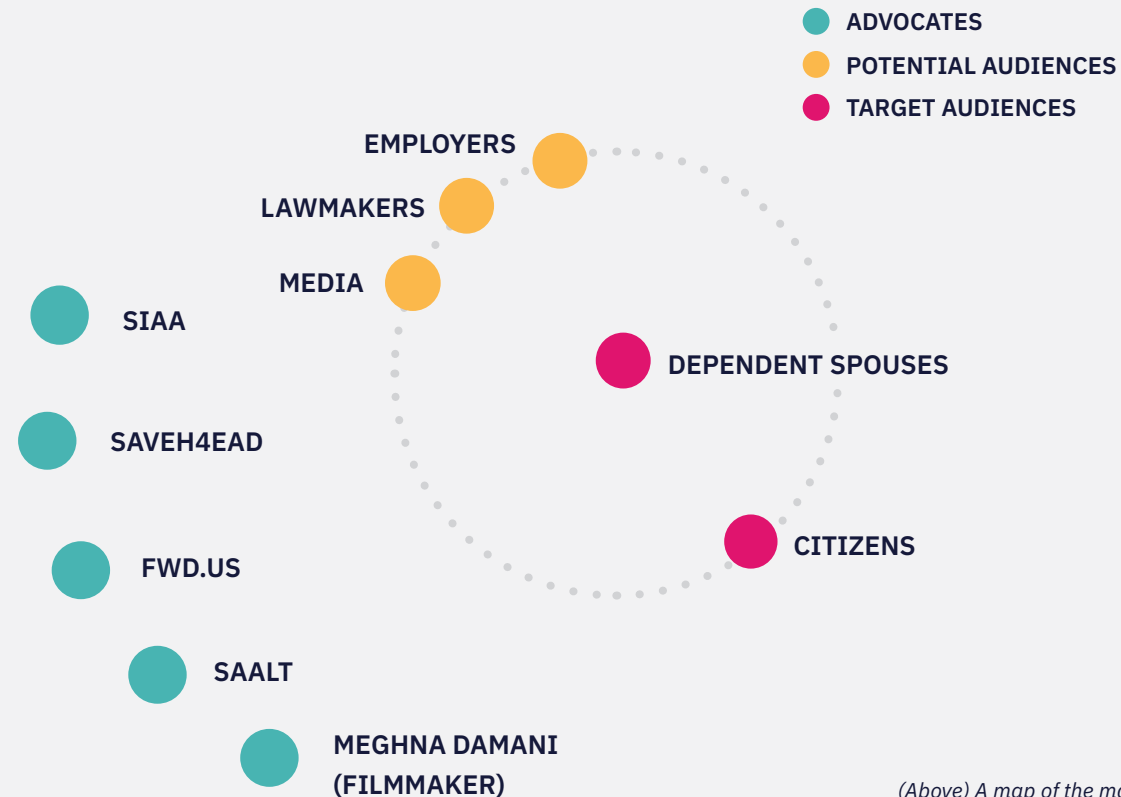 ADVOCATES
POTENTIAL AUDIENCES
TARGET AUDIENCES
EMPLOYERS
LAWMAKERS
MEDIA
SIAA
DEPENDENT SPOUSES
SAVEH4EAD
CITIZENS
FWD.US
SAALT
MEGHNA DAMANI
(FILMMAKER)
(Above) A map of the